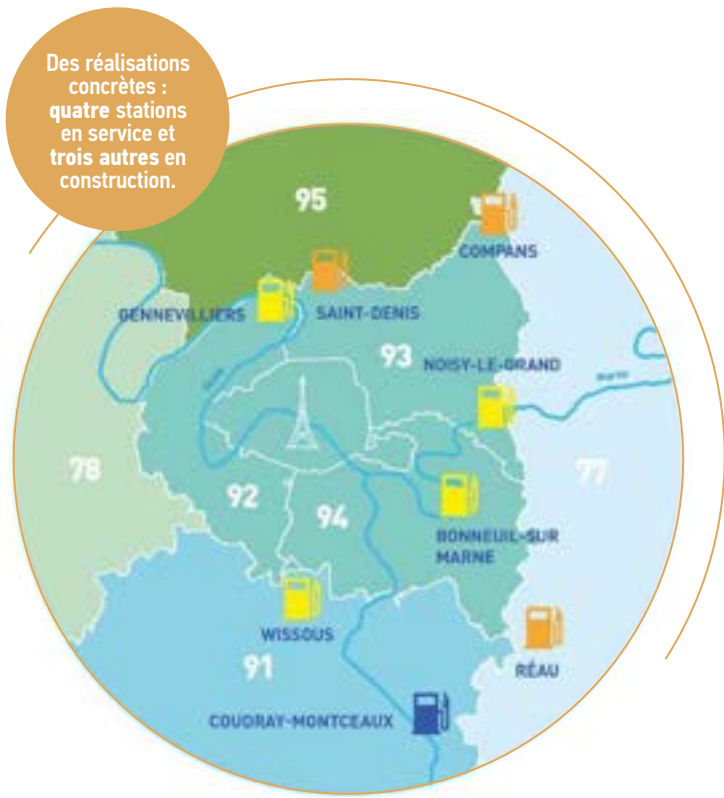 Des réalisations
concrètes :
quatre stations
en service et
trois autres en
construction.
95
COMPANS
GENNEVILLIERS
SAINT-DENIS
93
NOISY-LE-GRAND
Marne
78
77
92
94
BONNEUIL-SUR
MARNE
WISSOUS
91
RÉAU
COUDRAY-MONTCEAUX